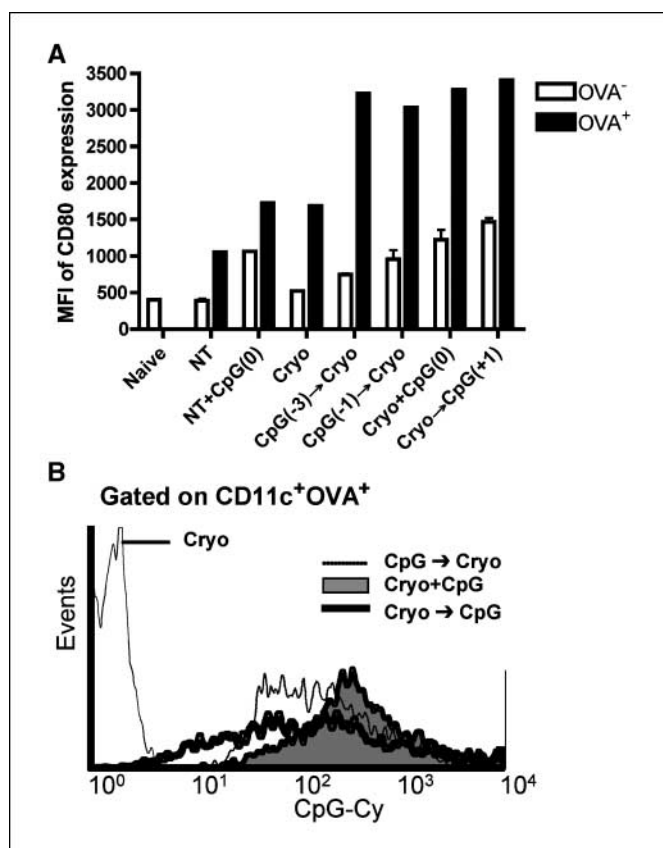 A
3500
3000
2500
2000
1500
1000
500
0
MFI of CD80 expression
OVA⁻
OVA⁺
Naive
NT
NT+CpG(0)
Cryo
CpG(-3)→Cryo
CpG(-1)→Cryo
Cryo+CpG(0)
Cryo→CpG(+1)
B
Gated on CD11c⁺OVA⁺
Cryo
CpG → Cryo
Cryo+CpG
Cryo → CpG
Events
10⁰ 10¹ 10² 10³ 10⁴
CpG-Cy